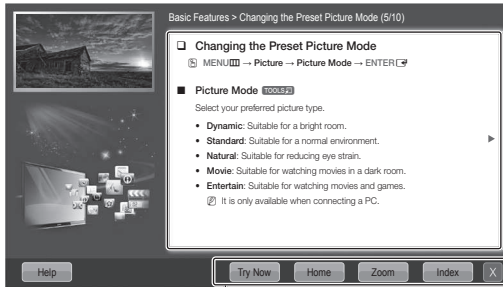 Basic Features > Changing the Preset Picture Mode (5/10)
❑ Changing the Preset Picture Mode
MENU → Picture → Picture Mode → ENTER
■ Picture Mode TOOLS
Select your preferred picture type.
• Dynamic: Suitable for a bright room.
• Standard: Suitable for a normal environment.
• Natural: Suitable for reducing eye strain.
• Movie: Suitable for watching movies in a dark room.
• Entertain: Suitable for watching movies and games.
It is only available when connecting a PC.
Help Try Now Home Zoom Index X